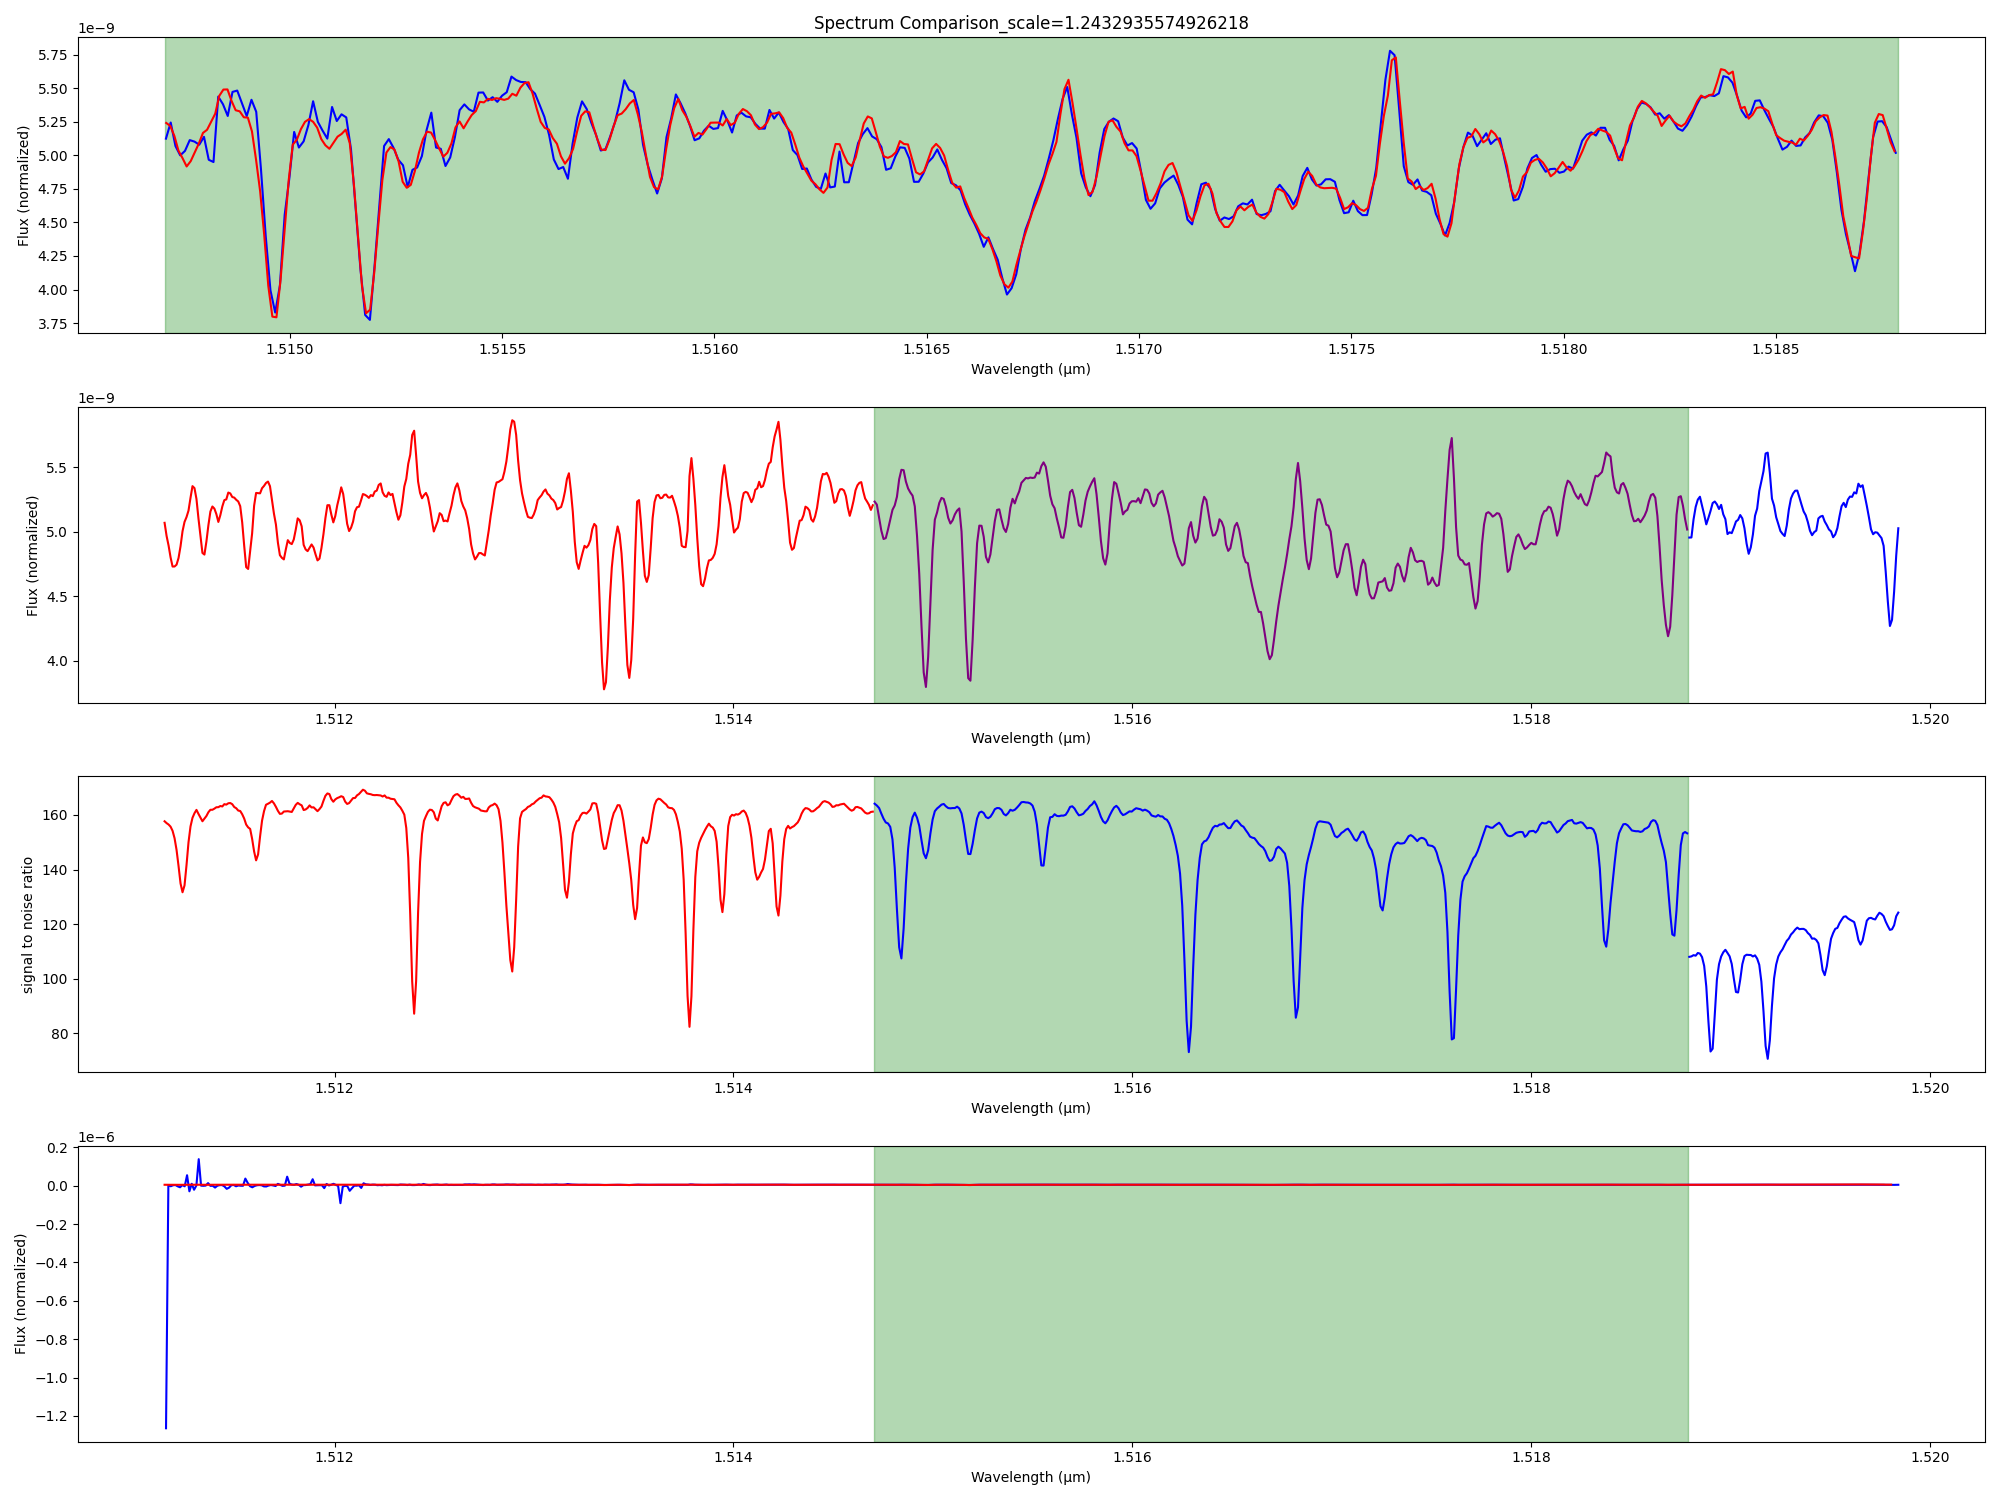 Spectrum Comparison_scale=1.2432935574926218
1e−9
5.75
5.50
5.25
5.00
4.75
4.50
4.25
4.00
3.75
Flux (normalized)
1.5150 1.5155 1.5160 1.5165 1.5170 1.5175 1.5180 1.5185
Wavelength (μm)
1e−9
5.5
5.0
4.5
4.0
Flux (normalized)
1.512 1.514 1.516 1.518 1.520
Wavelength (μm)
160
140
120
100
80
signal to noise ratio
1.512 1.514 1.516 1.518 1.520
Wavelength (μm)
1e−6
0.2
0.0
−0.2
−0.4
−0.6
−0.8
−1.0
−1.2
Flux (normalized)
1.512 1.514 1.516 1.518 1.520
Wavelength (μm)